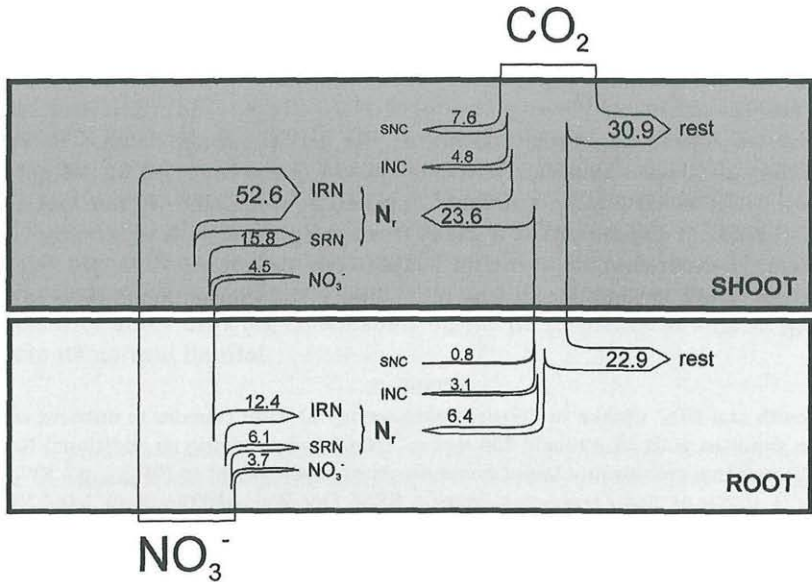 CO2
7.6
SNC
30.9 rest
4.8
INC
52.6 IRN
Nr
23.6
15.8 SRN
4.5 NO3-
SHOOT
0.8
SNC
22.9 rest
3.1
INC
12.4 IRN
6.4
Nr
6.1 SRN
3.7 NO3-
ROOT
NO3-